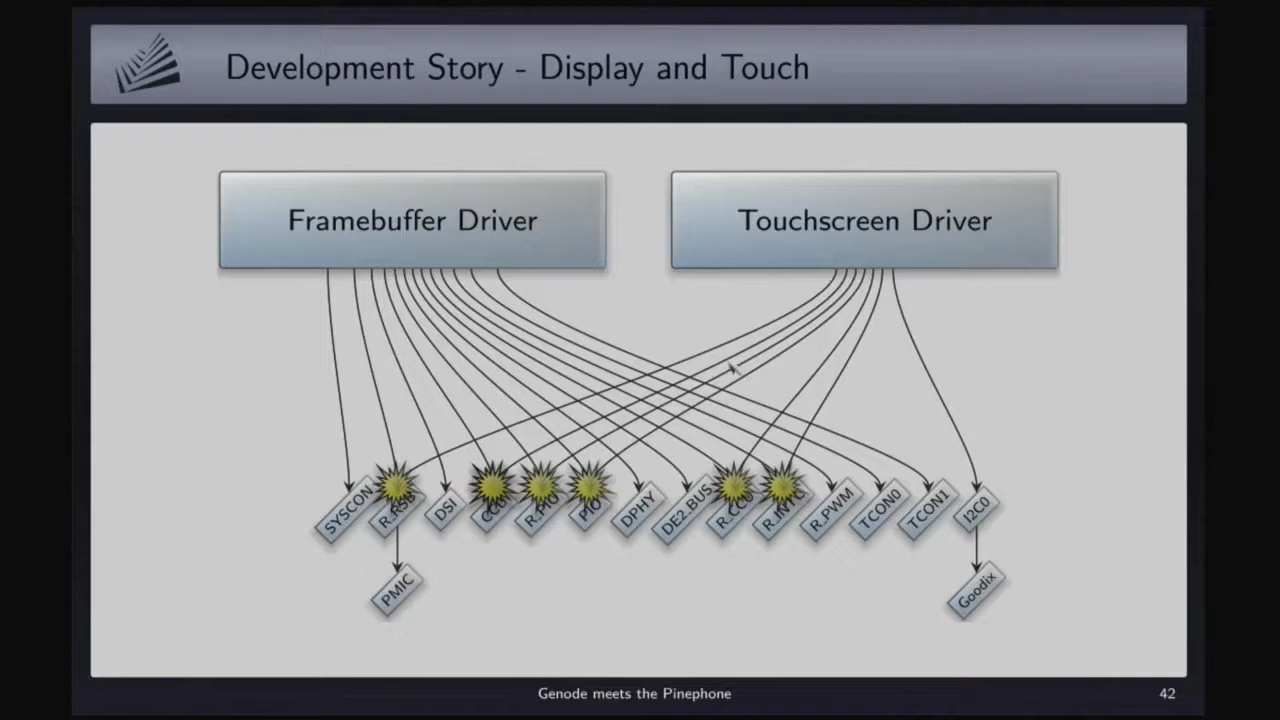 Development Story - Display and Touch
Framebuffer Driver
Touchscreen Driver
SYSCON
DSI
PIO
DPHY
DE2_BUS
R_PWM
TCON0
TCON1
I2C0
PMIC
Goodix
Genode meets the Pinephone
42